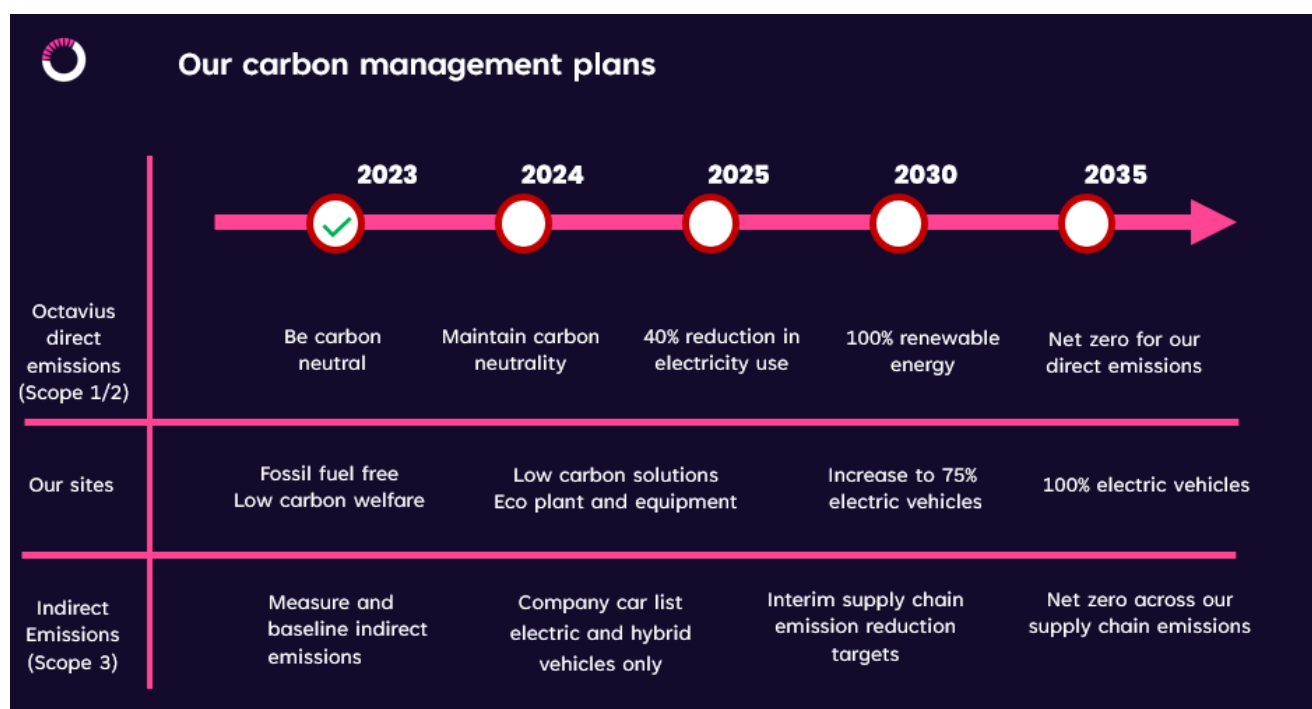 Our carbon management plans
2023
2024
2025
2030
2035
Octavius
direct
emissions
(Scope 1/2)
Be carbon
neutral
Maintain carbon
neutrality
40% reduction in
electricity use
100% renewable
energy
Net zero for our
direct emissions
Our sites
Fossil fuel free
Low carbon welfare
Low carbon solutions
Eco plant and equipment
Increase to 75%
electric vehicles
100% electric vehicles
Indirect
Emissions
(Scope 3)
Measure and
baseline indirect
emissions
Company car list
electric and hybrid
vehicles only
Interim supply chain
emission reduction
targets
Net zero across our
supply chain emissions